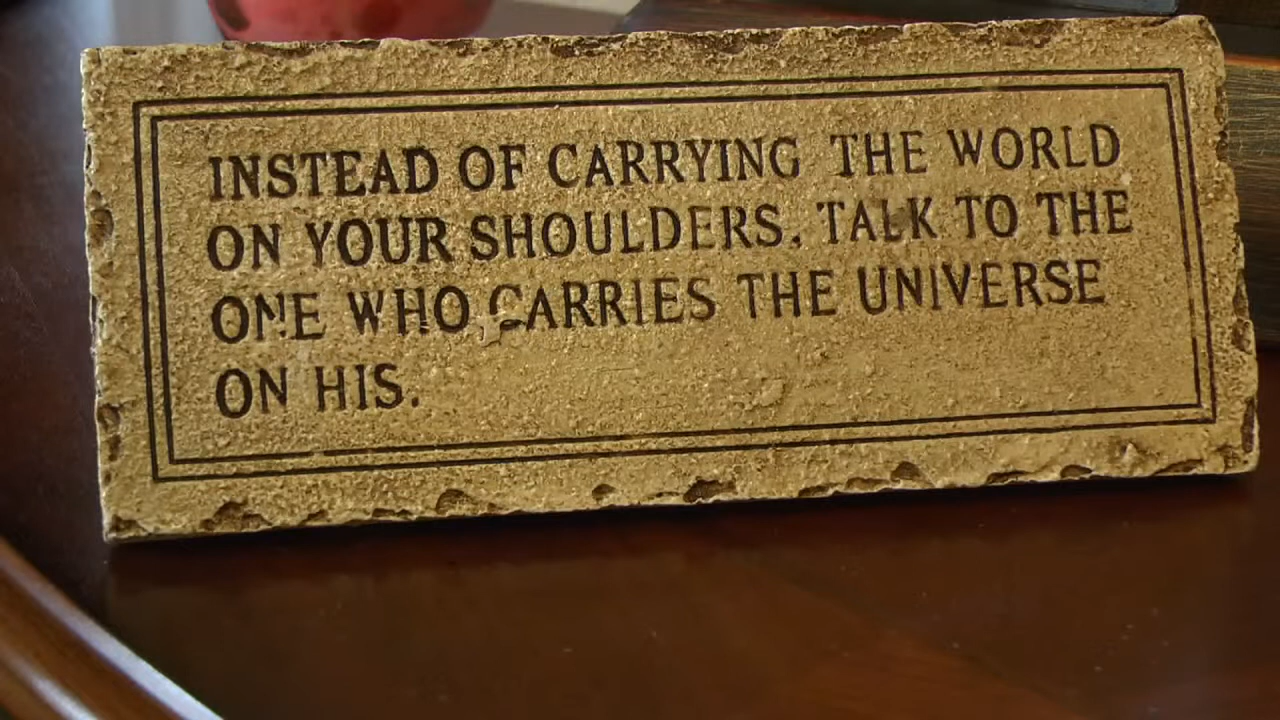 INSTEAD OF CARRYING THE WORLD
ON YOUR SHOULDERS, TALK TO THE
ONE WHO CARRIES THE UNIVERSE
ON HIS.